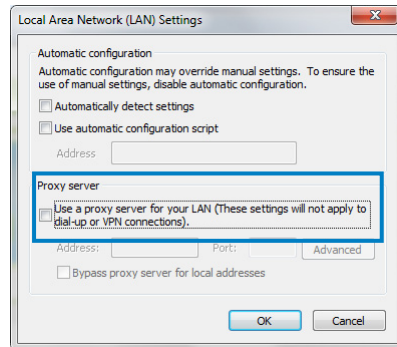 Local Area Network (LAN) Settings
Automatic configuration
Automatic configuration may override manual settings. To ensure the
use of manual settings, disable automatic configuration.
Automatically detect settings
Use automatic configuration script
Address
Proxy server
Use a proxy server for your LAN (These settings will not apply to
dial-up or VPN connections).
Address:
Port:
Advanced
Bypass proxy server for local addresses
OK
Cancel